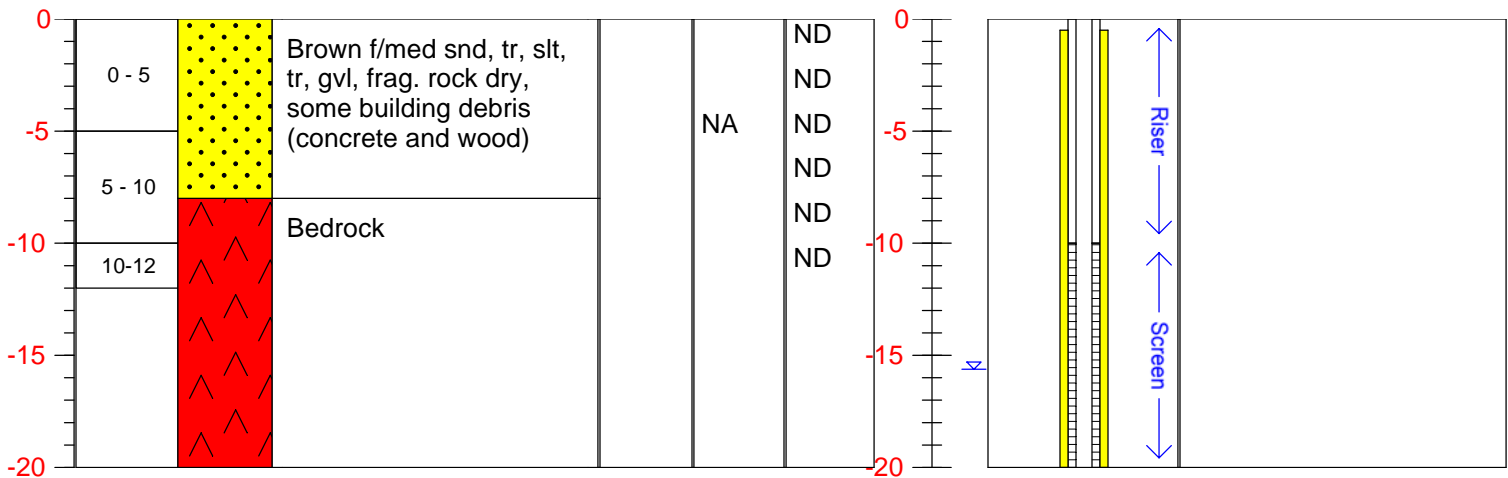 0
-5
-10
-15
-20
0 - 5
5 - 10
10-12
Brown f/med snd, tr, slt,
tr, gvl, frag. rock dry,
some building debris
(concrete and wood)
Bedrock
NA
ND
ND
ND
ND
ND
ND
0
-5
-10
-15
-20
Riser
Screen